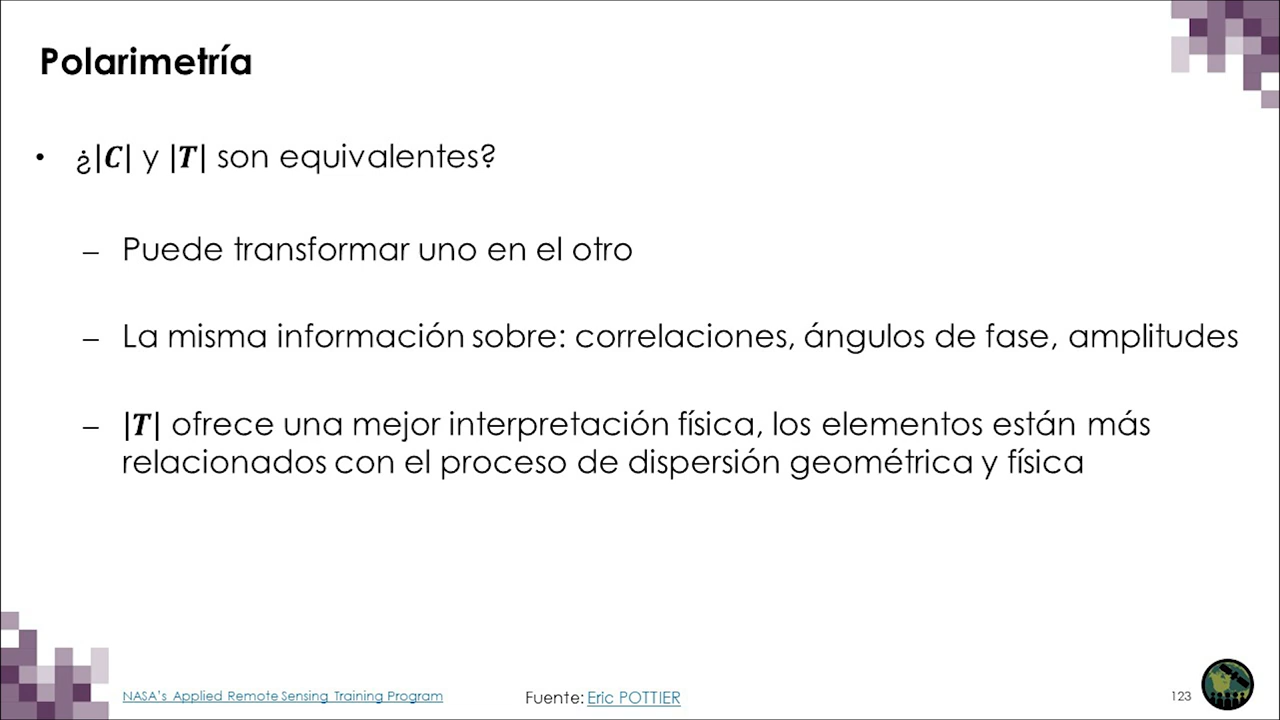 Polarimetría
• ¿|C| y |T| son equivalentes?
– Puede transformar uno en el otro
– La misma información sobre: correlaciones, ángulos de fase, amplitudes
– |T| ofrece una mejor interpretación física, los elementos están más
relacionados con el proceso de dispersión geométrica y física
NASA's Applied Remote Sensing Training Program
Fuente: Eric POTTIER
123